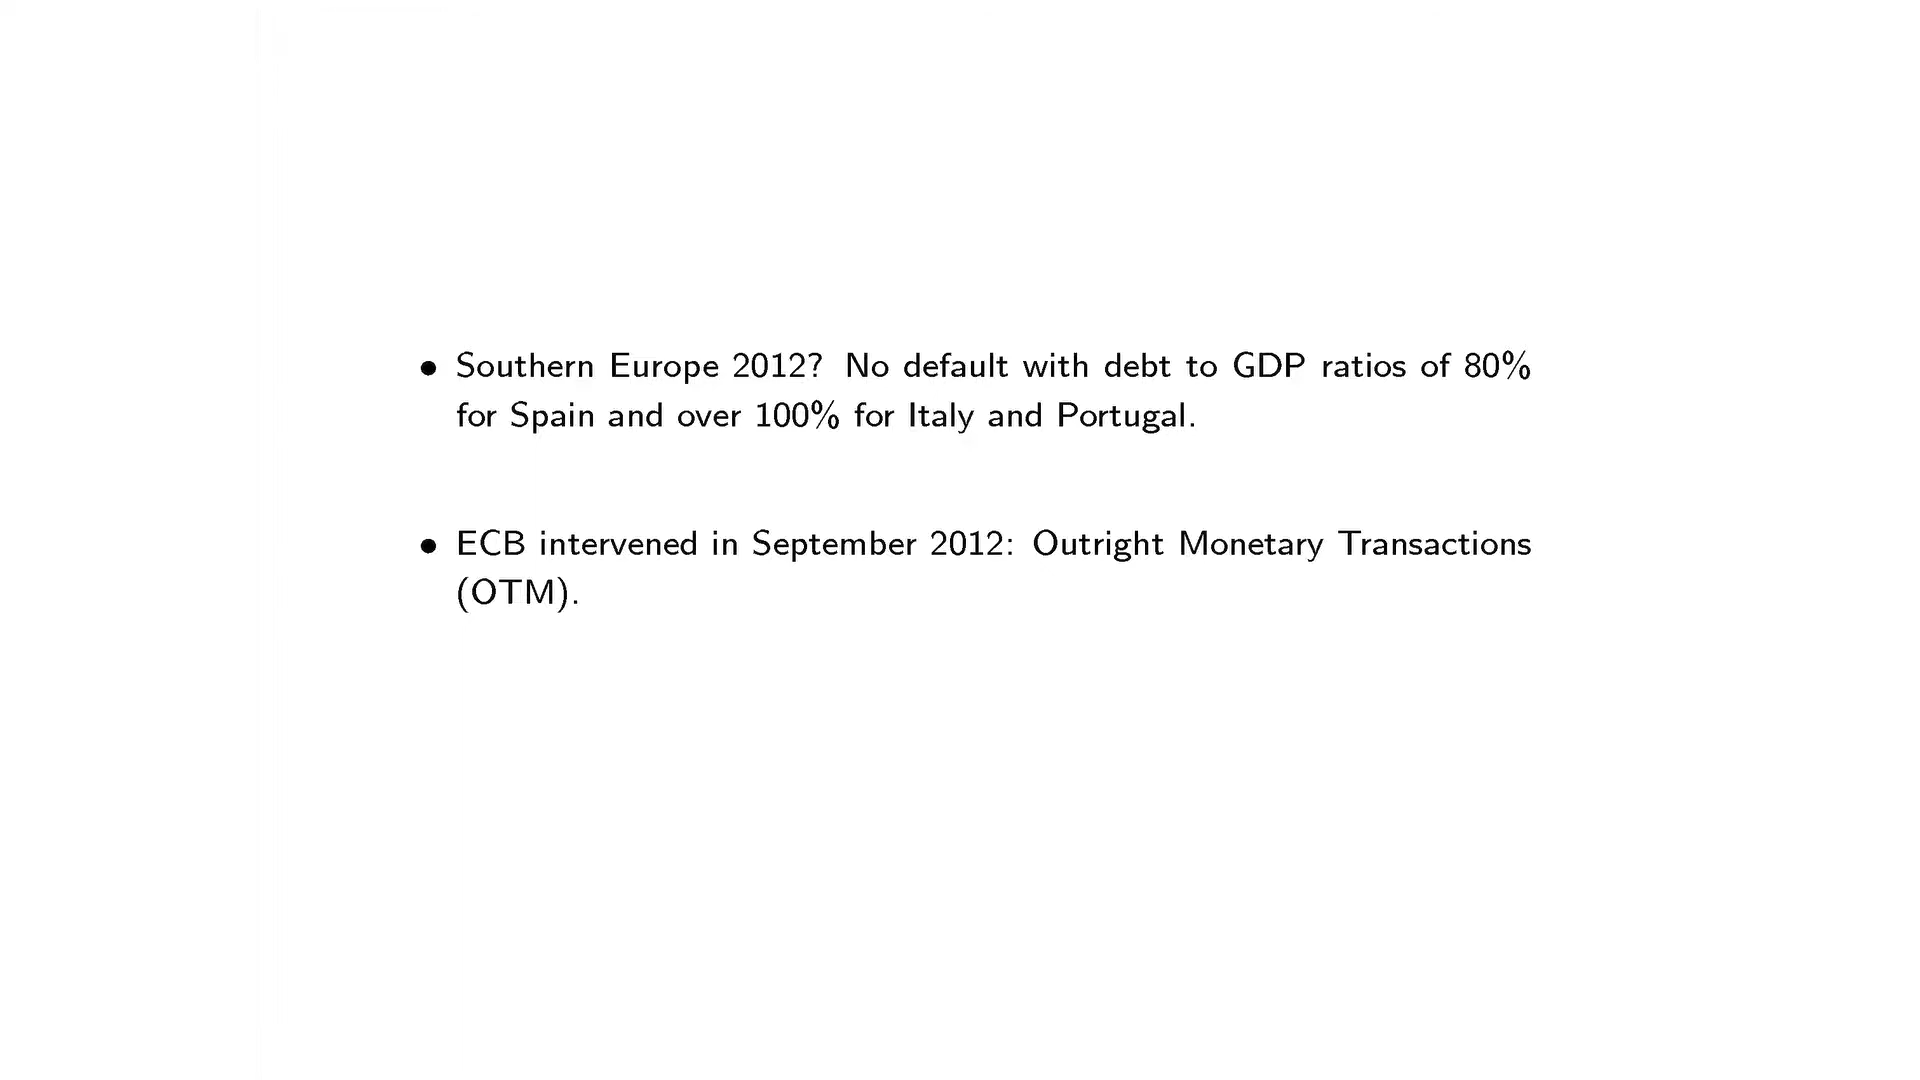 • Southern Europe 2012? No default with debt to GDP ratios of 80%
for Spain and over 100% for Italy and Portugal.
• ECB intervened in September 2012: Outright Monetary Transactions
(OTM).